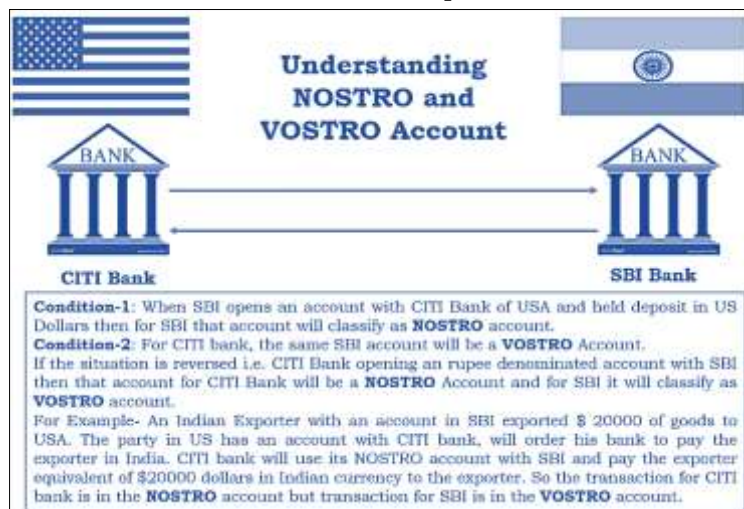 Understanding
NOSTRO and
VOSTRO Account
BANK
BANK
CITI Bank
SBI Bank
Condition-1: When SBI opens an account with CITI Bank of USA and held deposit in US
Dollars then for SBI that account will classify as NOSTRO account.
Condition-2: For CITI bank, the same SBI account will be a VOSTRO Account.
If the situation is reversed i.e. CITI Bank opening an rupee denominated account with SBI
then that account for CITI Bank will be a NOSTRO Account and for SBI it will classify as
VOSTRO account.
For Example- An Indian Exporter with an account in SBI exported $ 20000 of goods to
USA. The party in US has an account with CITI bank, will order his bank to pay the
exporter in India. CITI bank will use its NOSTRO account with SBI and pay the exporter
equivalent of $20000 dollars in Indian currency to the exporter. So the transaction for CITI
bank is in the NOSTRO account but transaction for SBI is in the VOSTRO account.